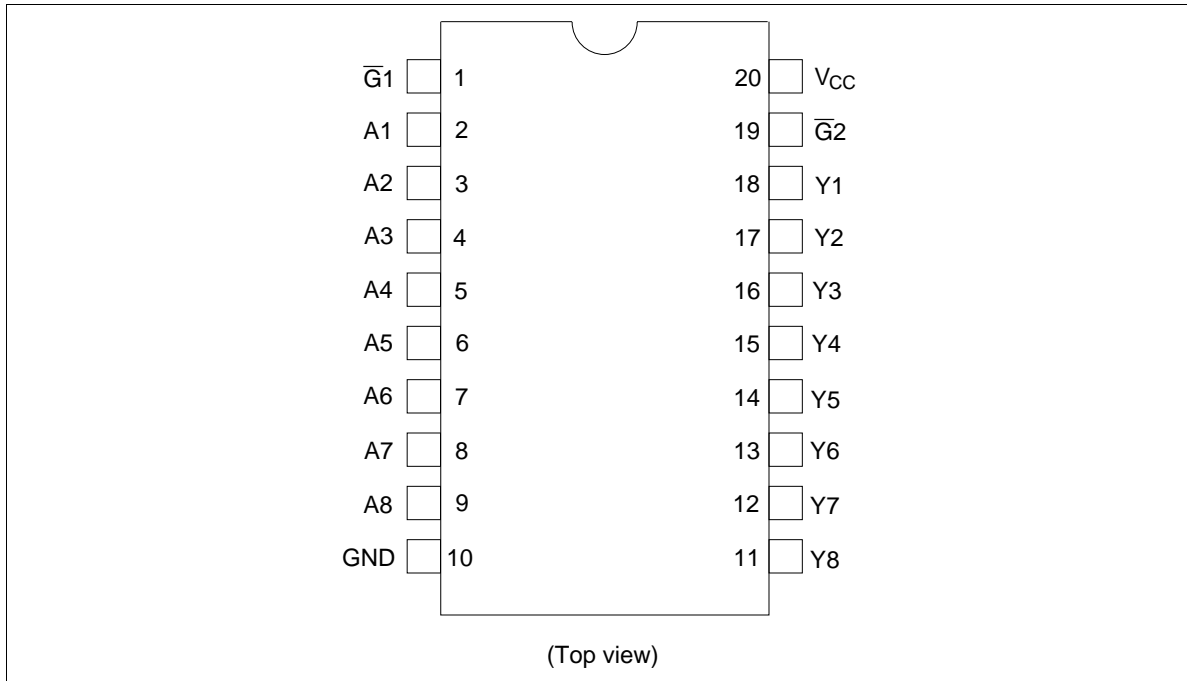 G̅1 1 20 VCC
A1 2 19 G̅2
A2 3 18 Y1
A3 4 17 Y2
A4 5 16 Y3
A5 6 15 Y4
A6 7 14 Y5
A7 8 13 Y6
A8 9 12 Y7
GND 10 11 Y8
(Top view)